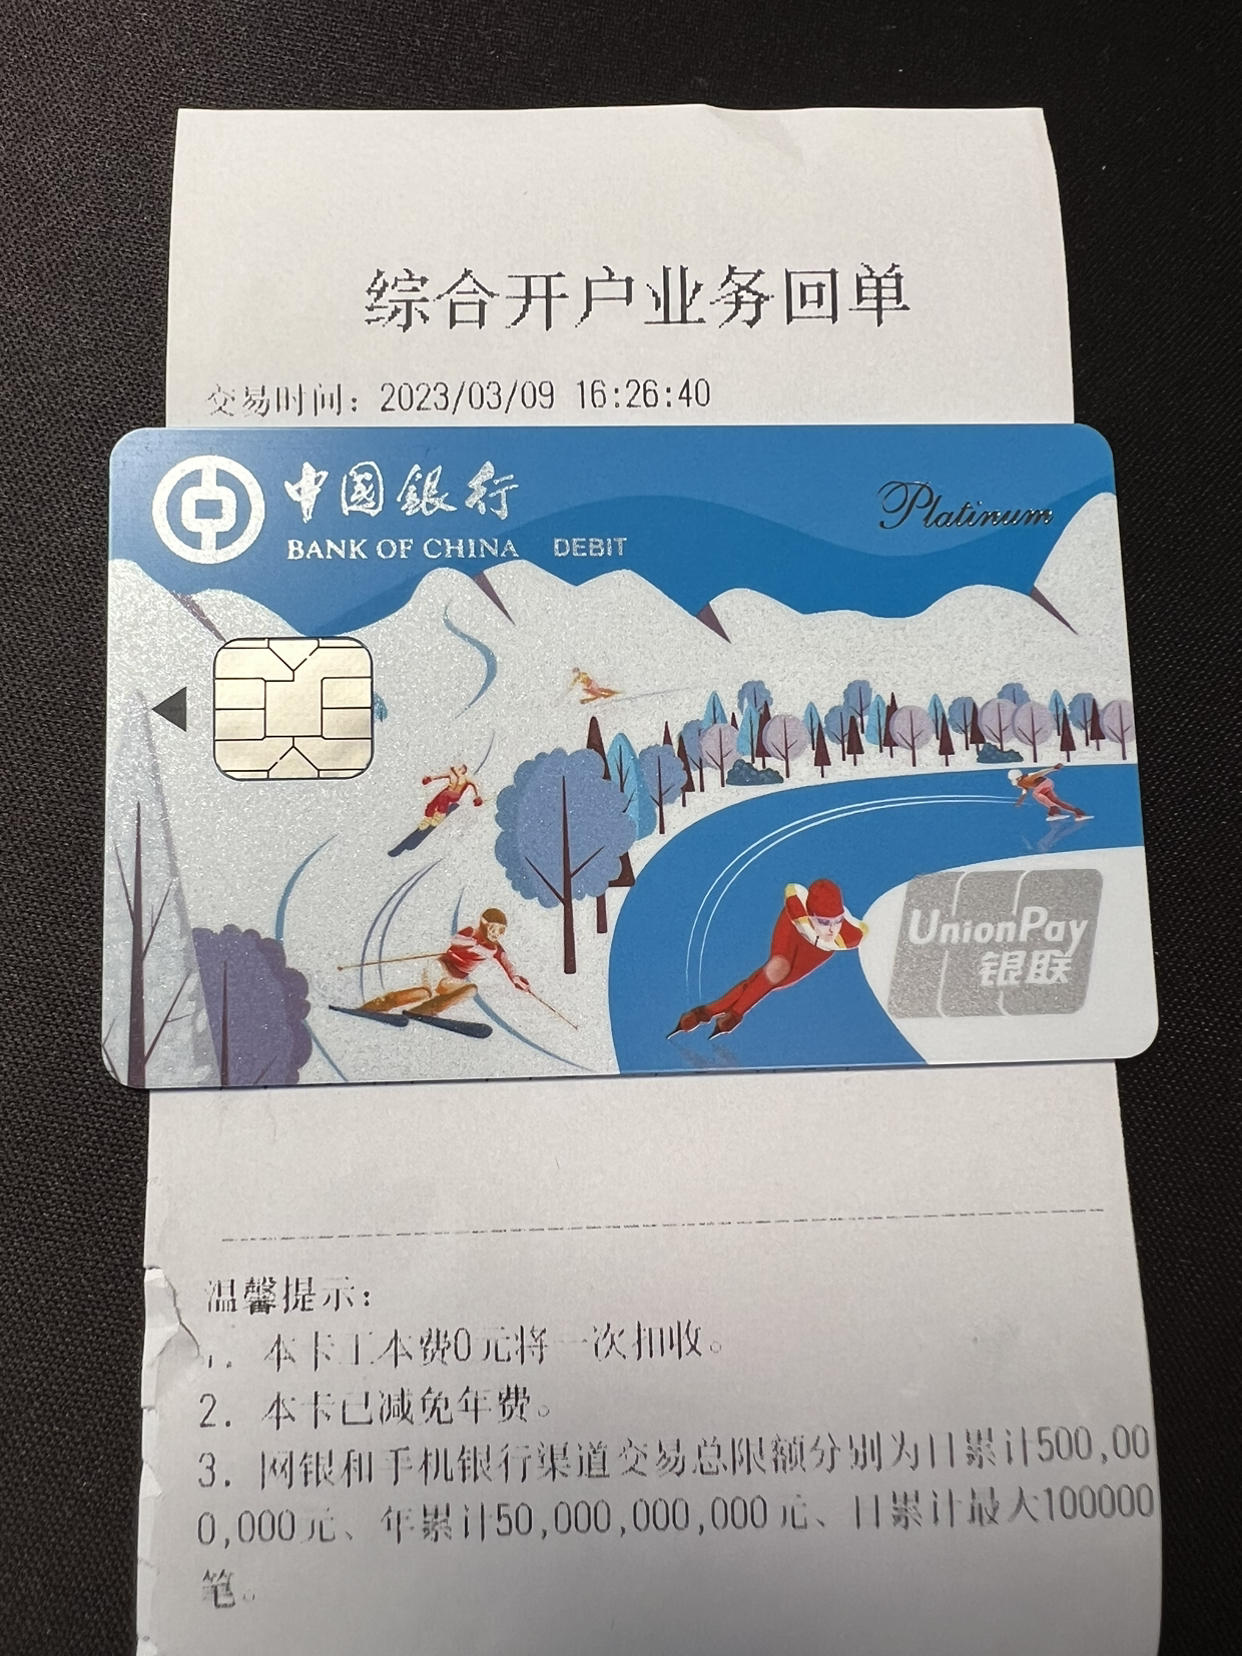 综合开户业务回单
交易时间：2023/03/09 16:26:40
中国銀行
BANK OF CHINA DEBIT
Platinum
UnionPay
银联
温馨提示：
1. 本卡工本费0元将一次扣收。
2. 本卡已减免年费。
3. 网银和手机银行渠道交易总限额分别为日累计500,00
0,000元、年累计50,000,000,000元、日累计最大100000
笔。